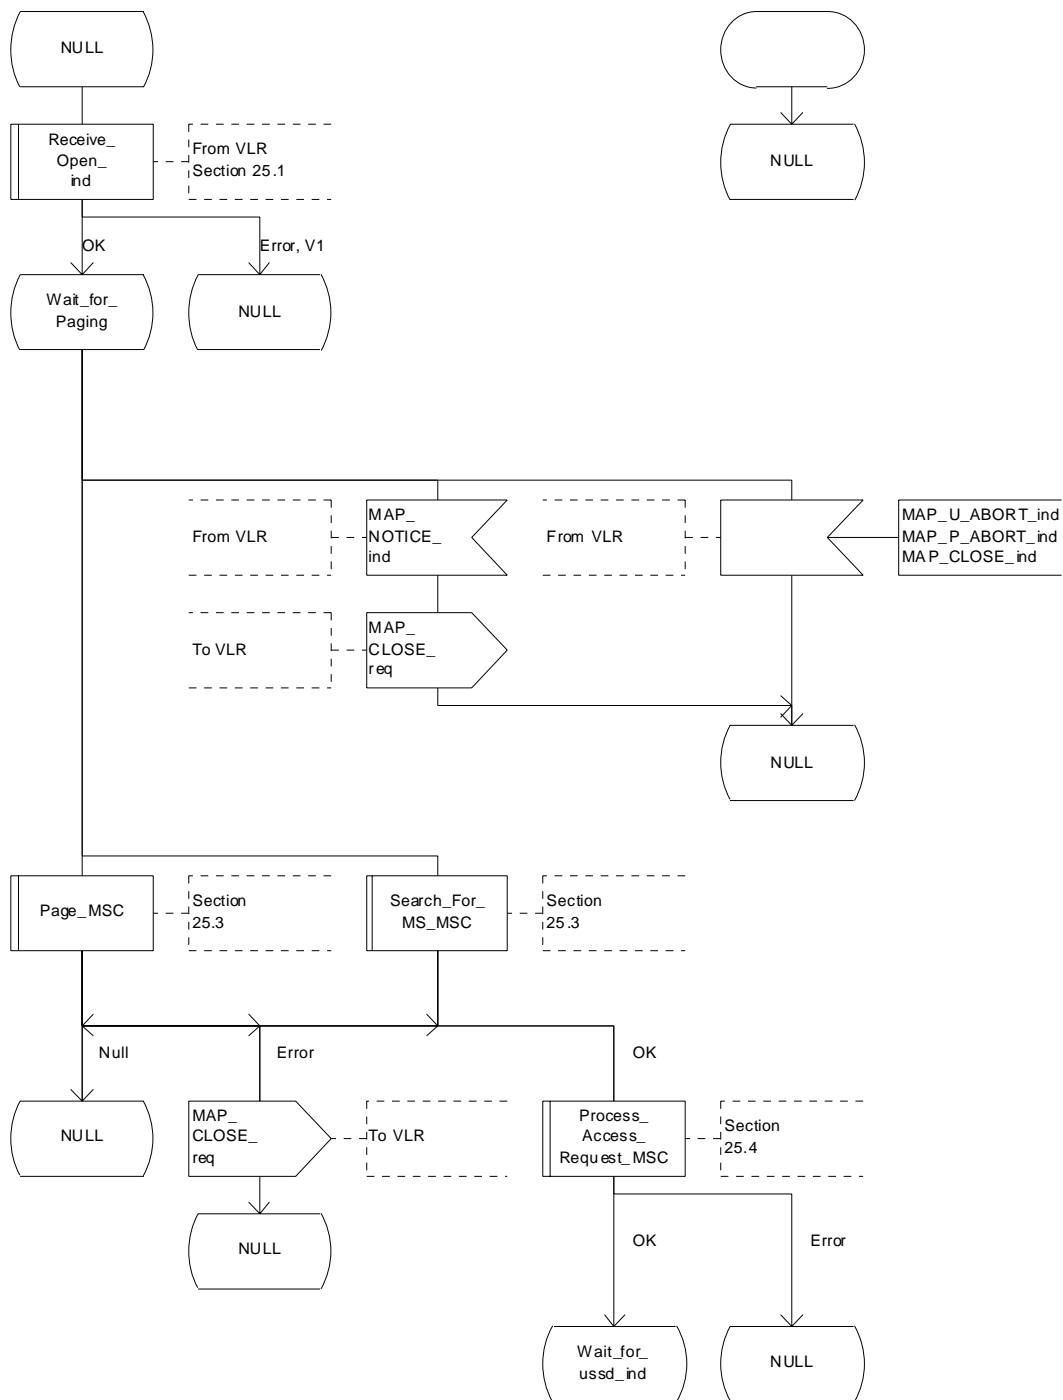 NULL
Receive_
Open_
ind
From VLR
Section 25.1
NULL
OK
Error, V1
Wait_for_
Paging
NULL
From VLR
MAP_
NOTICE_
ind
From VLR
MAP_U_ABORT_ind
MAP_P_ABORT_ind
MAP_CLOSE_ind
To VLR
MAP_
CLOSE_
req
NULL
Page_MSC
Section
25.3
Search_For_
MS_MSC
Section
25.3
Null
Error
OK
NULL
MAP_
CLOSE_
req
To VLR
Process_
Access_
Request_MSC
Section
25.4
NULL
OK
Error
Wait_for_
ussd_ind
NULL